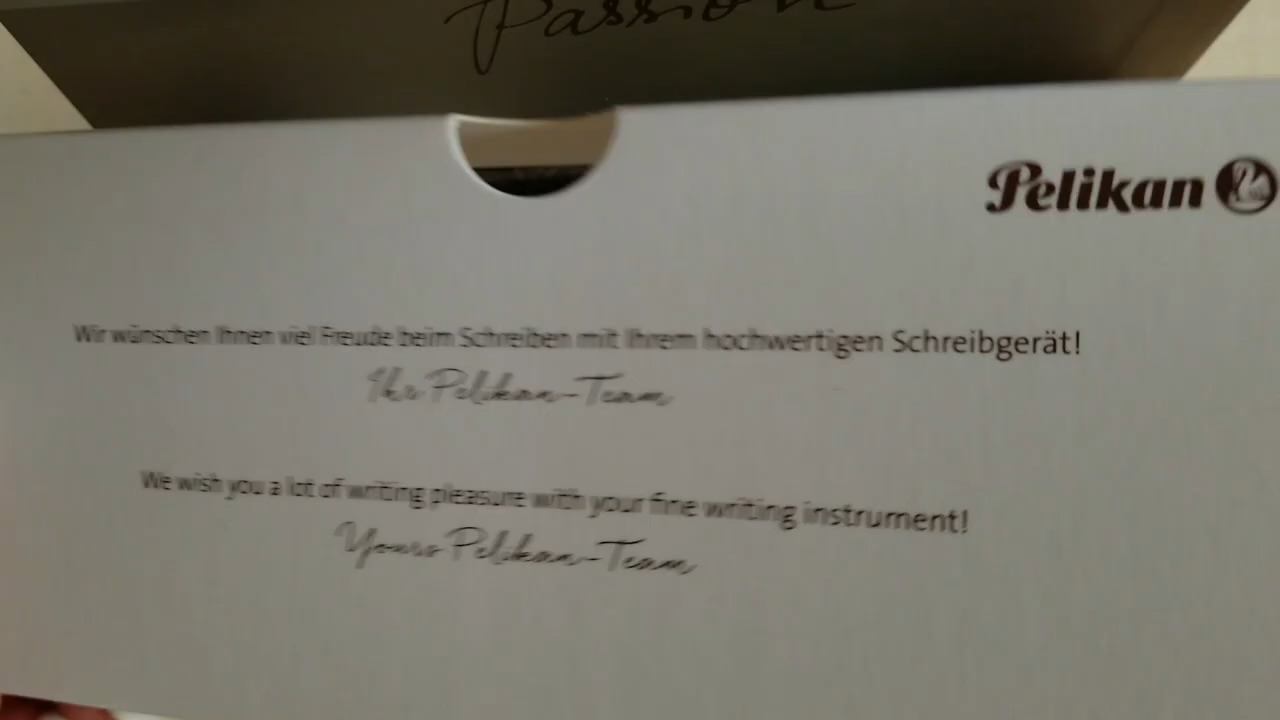 Passion
Pelikan
Wir wünschen Ihnen viel Freude beim Schreiben mit Ihrem hochwertigen Schreibgerät!
Ihr Pelikan-Team
We wish you a lot of writing pleasure with your fine writing instrument!
Yours Pelikan-Team